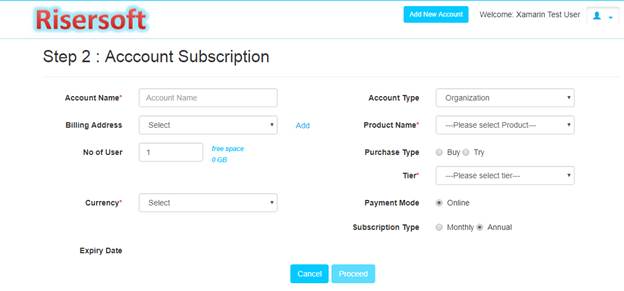 Risersoft
Add New Account
Welcome: Xamarin Test User
Step 2 : Acccount Subscription
Account Name*
Account Name
Account Type
Organization
Billing Address
Select
Add
Product Name*
---Please select Product---
No of User
1
free space
0 GB
Purchase Type
Buy
Try
Tier*
---Please select tier---
Currency*
Select
Payment Mode
Online
Subscription Type
Monthly
Annual
Expiry Date
Cancel
Proceed